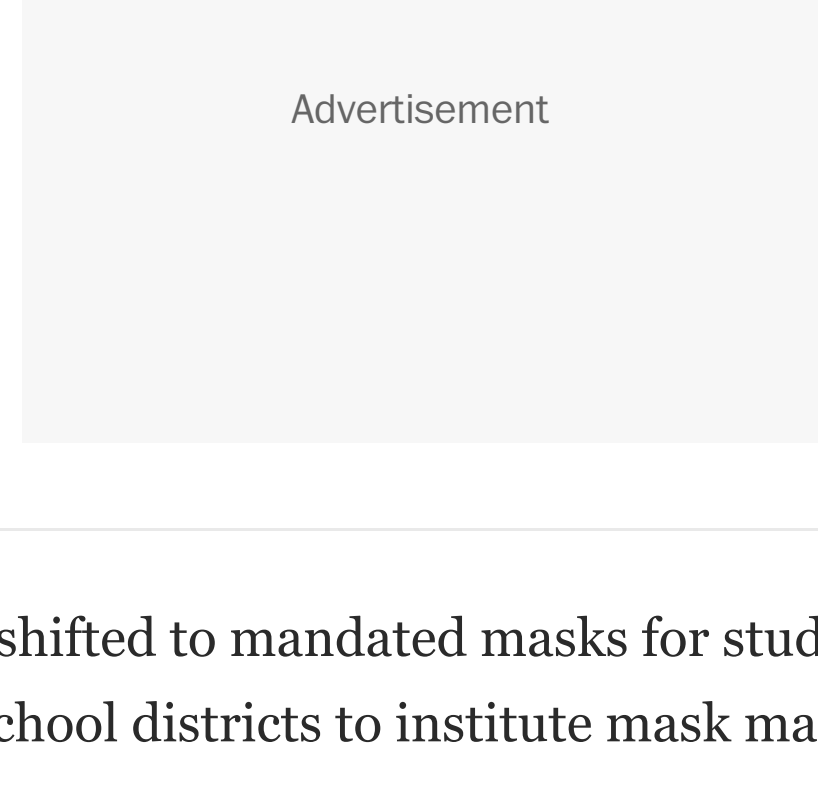 Advertisement
shifted to mandated masks for stud
chool districts to institute mask ma